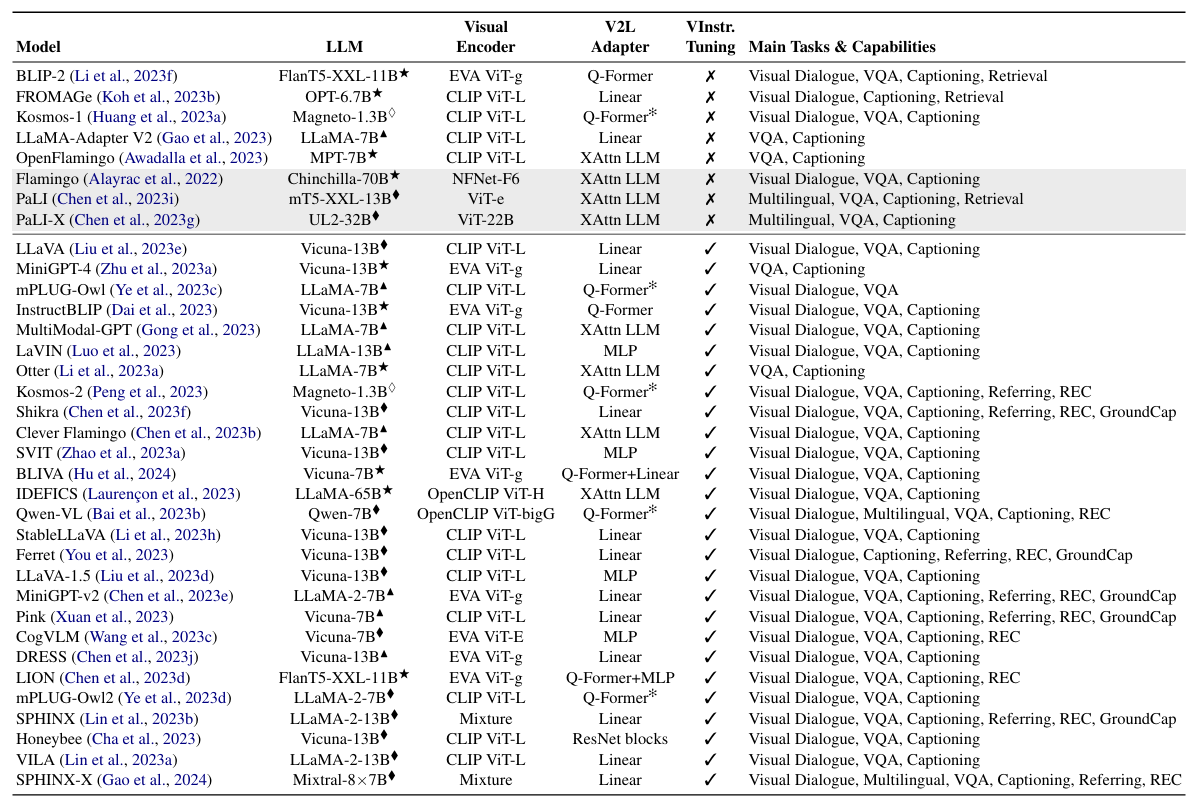 Model LLM Visual Encoder V2L Adapter VInstr. Tuning Main Tasks & Capabilities
BLIP-2 (Li et al., 2023f) FlanT5-XXL-11B★ EVA ViT-g Q-Former ✗ Visual Dialogue, VQA, Captioning, Retrieval
FROMAGe (Koh et al., 2023b) OPT-6.7B★ CLIP ViT-L Linear ✗ Visual Dialogue, Captioning, Retrieval
Kosmos-1 (Huang et al., 2023a) Magneto-1.3B◊ CLIP ViT-L Q-Former* ✗ Visual Dialogue, VQA, Captioning
LLaMA-Adapter V2 (Gao et al., 2023) LLaMA-7B▲ CLIP ViT-L Linear ✗ VQA, Captioning
OpenFlamingo (Awadalla et al., 2023) MPT-7B★ CLIP ViT-L XAttn LLM ✗ VQA, Captioning
Flamingo (Alayrac et al., 2022) Chinchilla-70B★ NFNet-F6 XAttn LLM ✗ Visual Dialogue, VQA, Captioning
PaLI (Chen et al., 2023i) mT5-XXL-13B♦ ViT-e XAttn LLM ✗ Multilingual, VQA, Captioning, Retrieval
PaLI-X (Chen et al., 2023g) UL2-32B♦ ViT-22B XAttn LLM ✗ Multilingual, VQA, Captioning
LLaVA (Liu et al., 2023e) Vicuna-13B♦ CLIP ViT-L Linear ✓ Visual Dialogue, VQA, Captioning
MiniGPT-4 (Zhu et al., 2023a) Vicuna-13B★ EVA ViT-g Linear ✓ VQA, Captioning
mPLUG-Owl (Ye et al., 2023c) LLaMA-7B▲ CLIP ViT-L Q-Former* ✓ Visual Dialogue, VQA
InstructBLIP (Dai et al., 2023) Vicuna-13B★ EVA ViT-g Q-Former ✓ Visual Dialogue, VQA, Captioning
MultiModal-GPT (Gong et al., 2023) LLaMA-7B▲ CLIP ViT-L XAttn LLM ✓ Visual Dialogue, VQA, Captioning
LaVIN (Luo et al., 2023) LLaMA-13B▲ CLIP ViT-L MLP ✓ Visual Dialogue, VQA, Captioning
Otter (Li et al., 2023a) LLaMA-7B★ CLIP ViT-L XAttn LLM ✓ VQA, Captioning
Kosmos-2 (Peng et al., 2023) Magneto-1.3B◊ CLIP ViT-L Q-Former* ✓ Visual Dialogue, VQA, Captioning, Referring, REC
Shikra (Chen et al., 2023f) Vicuna-13B♦ CLIP ViT-L Linear ✓ Visual Dialogue, VQA, Captioning, Referring, REC, GroundCap
Clever Flamingo (Chen et al., 2023b) LLaMA-7B▲ CLIP ViT-L XAttn LLM ✓ Visual Dialogue, VQA, Captioning
SVIT (Zhao et al., 2023a) Vicuna-13B♦ CLIP ViT-L MLP ✓ Visual Dialogue, VQA, Captioning
BLIVA (Hu et al., 2024) Vicuna-7B★ EVA ViT-g Q-Former+Linear ✓ Visual Dialogue, VQA, Captioning
IDEFICS (Laurençon et al., 2023) LLaMA-65B★ OpenCLIP ViT-H XAttn LLM ✓ Visual Dialogue, VQA, Captioning
Qwen-VL (Bai et al., 2023b) Qwen-7B♦ OpenCLIP ViT-bigG Q-Former* ✓ Visual Dialogue, Multilingual, VQA, Captioning, REC
StableLLaVA (Li et al., 2023h) Vicuna-13B♦ CLIP ViT-L Linear ✓ Visual Dialogue, VQA, Captioning
Ferret (You et al., 2023) Vicuna-13B♦ CLIP ViT-L Linear ✓ Visual Dialogue, Captioning, Referring, REC, GroundCap
LLaVA-1.5 (Liu et al., 2023d) Vicuna-13B♦ CLIP ViT-L MLP ✓ Visual Dialogue, VQA, Captioning
MiniGPT-v2 (Chen et al., 2023e) LLaMA-2-7B▲ EVA ViT-g Linear ✓ Visual Dialogue, VQA, Captioning, Referring, REC, GroundCap
Pink (Xuan et al., 2023) Vicuna-7B▲ CLIP ViT-L Linear ✓ Visual Dialogue, VQA, Captioning, Referring, REC, GroundCap
CogVLM (Wang et al., 2023c) Vicuna-7B♦ EVA ViT-E MLP ✓ Visual Dialogue, VQA, Captioning, REC
DRESS (Chen et al., 2023j) Vicuna-13B▲ EVA ViT-g Linear ✓ Visual Dialogue, VQA, Captioning
LION (Chen et al., 2023d) FlanT5-XXL-11B★ EVA ViT-g Q-Former+MLP ✓ Visual Dialogue, VQA, Captioning, REC
mPLUG-Owl2 (Ye et al., 2023d) LLaMA-2-7B♦ CLIP ViT-L Q-Former* ✓ Visual Dialogue, VQA, Captioning
SPHINX (Lin et al., 2023b) LLaMA-2-13B♦ Mixture Linear ✓ Visual Dialogue, VQA, Captioning, Referring, REC, GroundCap
Honeybee (Cha et al., 2023) Vicuna-13B♦ CLIP ViT-L ResNet blocks ✓ Visual Dialogue, VQA, Captioning
VILA (Lin et al., 2023a) LLaMA-2-13B♦ CLIP ViT-L Linear ✓ Visual Dialogue, VQA, Captioning
SPHINX-X (Gao et al., 2024) Mixtral-8×7B♦ Mixture Linear ✓ Visual Dialogue, Multilingual, VQA, Captioning, Referring, REC